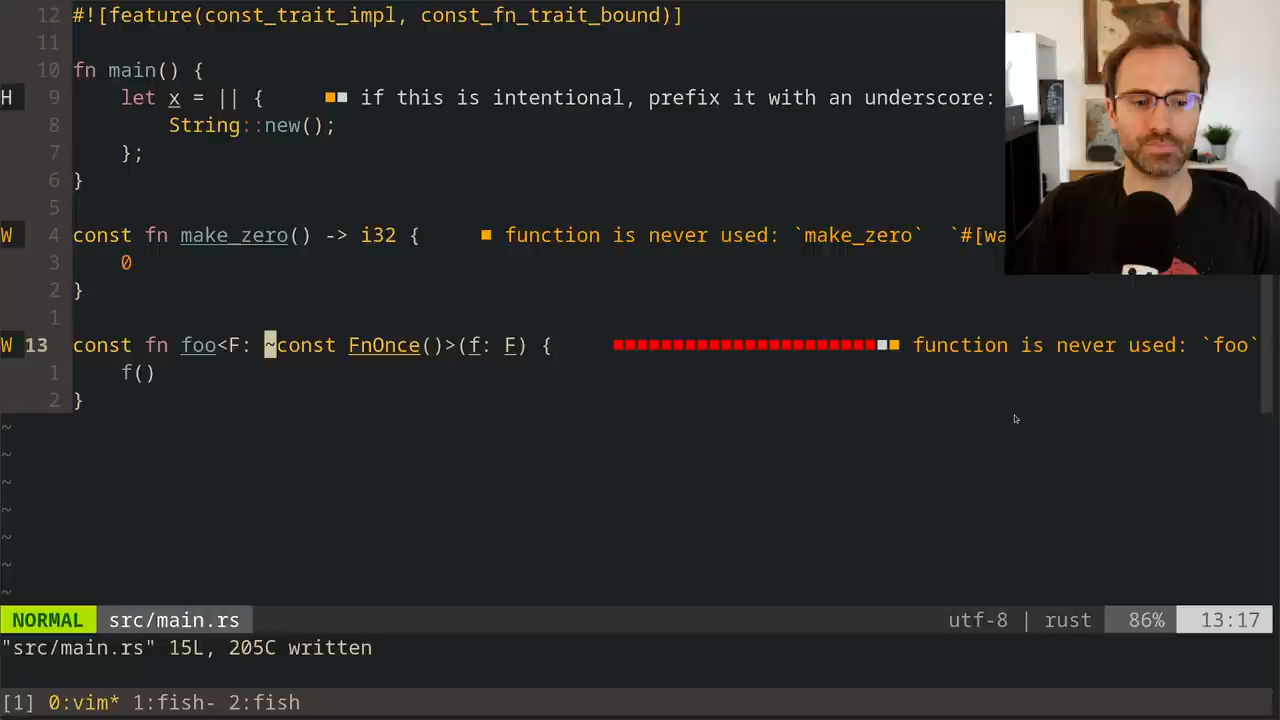 12 #![feature(const_trait_impl, const_fn_trait_bound)]
11
10 fn main() {
H 9 let x = || { ■■ if this is intentional, prefix it with an underscore:
8 String::new();
7 };
6 }
5
W 4 const fn make_zero() -> i32 { ■ function is never used: `make_zero` `#[wa
3 0
2 }
1
W 13 const fn foo<F: ~const FnOnce()>(f: F) { ■■■■■■■■■■■■■■■■■■■■■■■■ function is never used: `foo`
1 f()
2 }
~
~
~
~
~
~
~
NORMAL src/main.rs utf-8 | rust 86% 13:17
"src/main.rs" 15L, 205C written
[1] 0:vim* 1:fish- 2:fish